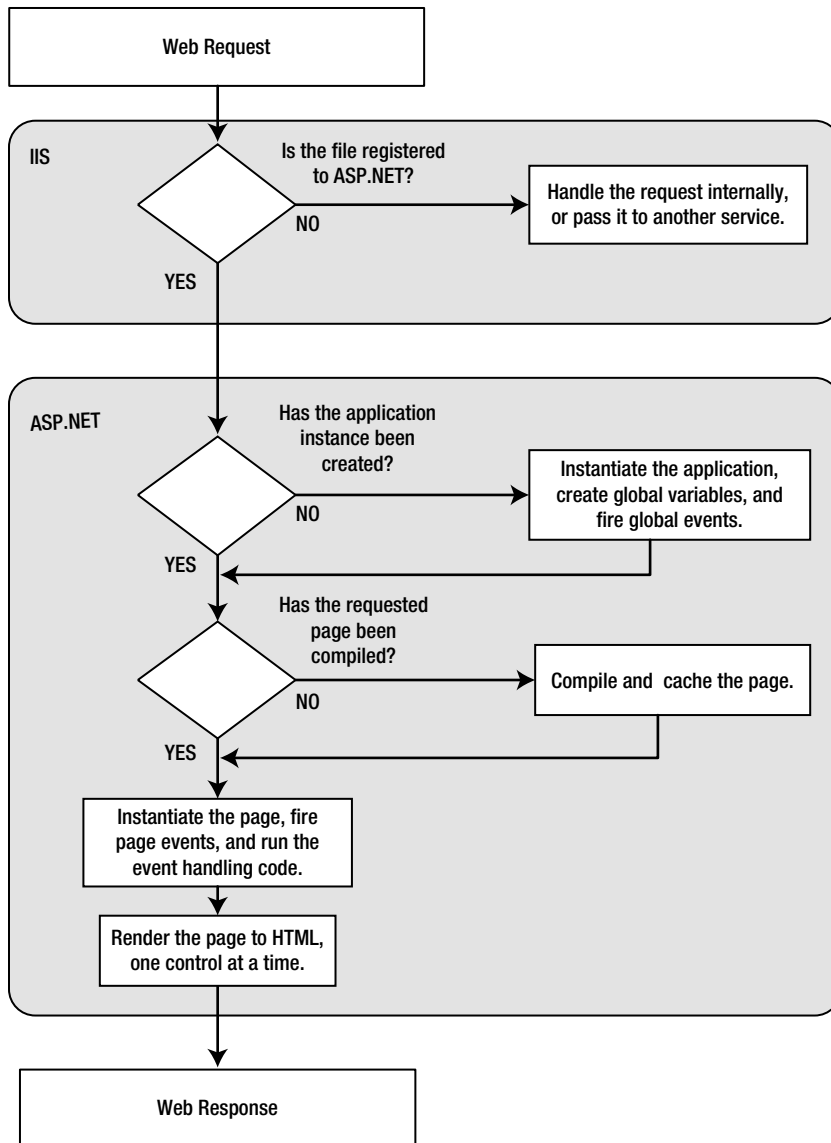 Web Request
IIS
Is the file registered
to ASP.NET?
Handle the request internally,
or pass it to another service.
NO
YES
ASP.NET
Has the application
instance been
created?
Instantiate the application,
create global variables, and
fire global events.
NO
YES
Has the requested
page been
compiled?
Compile and cache the page.
NO
YES
Instantiate the page, fire
page events, and run the
event handling code.
Render the page to HTML,
one control at a time.
Web Response